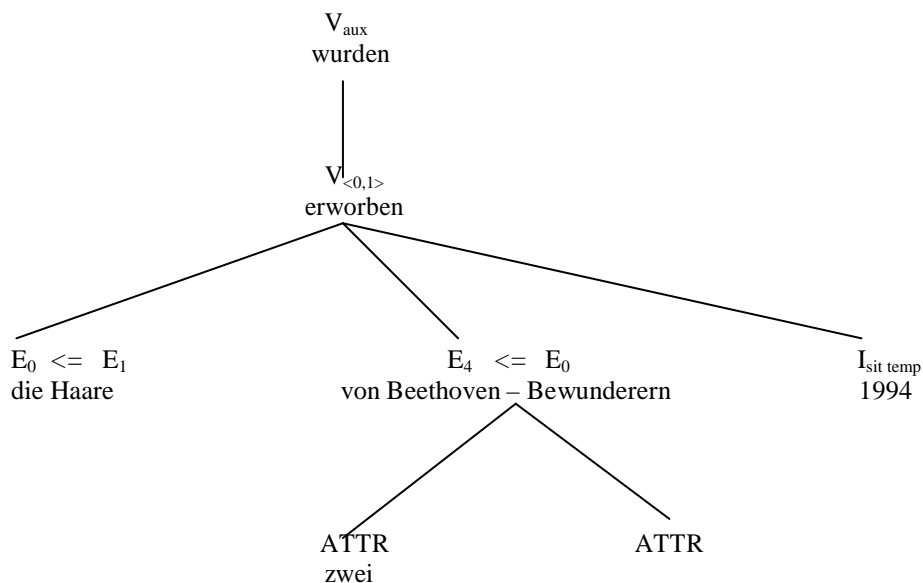 V_aux
wurden
V_<0,1>
erworben
E_0 <= E_1 E_4 <= E_0 I_sit temp
die Haare von Beethoven – Bewunderern 1994
ATTR ATTR
zwei